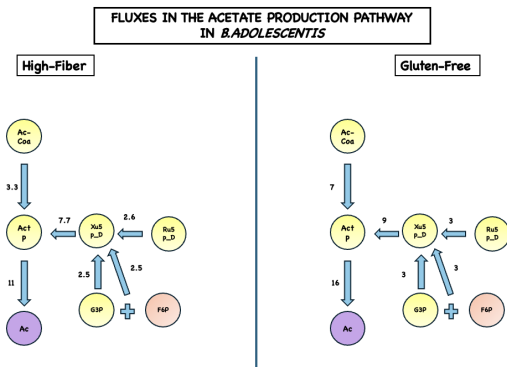 FLUXES IN THE ACETATE PRODUCTION PATHWAY
IN B.ADOLESCENTIS
High-Fiber
Gluten-Free
Ac-
Coa
3.3
Act
P
7.7
Xu5
p_D
2.6
Ru5
p_D
2.5
2.5
11
G3P
F6P
Ac
Ac-
Coa
7
Act
P
9
Xu5
p_D
3
Ru5
p_D
3
3
16
G3P
F6P
Ac